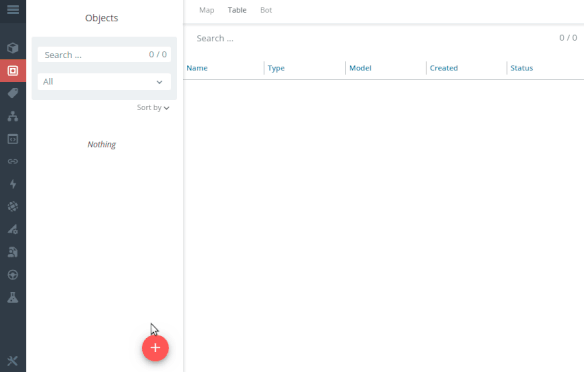 Objects
Search ... 0 / 0
All
Sort by
Nothing
+
Map Table Bot
Search ... 0 / 0
Name Type Model Created Status